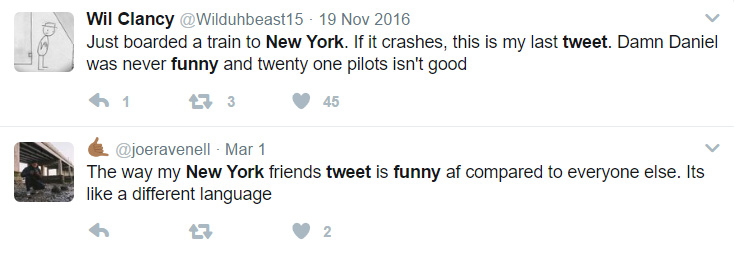 Wil Clancy @Wilduhbeast15 · 19 Nov 2016
Just boarded a train to New York. If it crashes, this is my last tweet. Damn Daniel
was never funny and twenty one pilots isn't good
1 3 45
@joeravenell · Mar 1
The way my New York friends tweet is funny af compared to everyone else. Its
like a different language
2